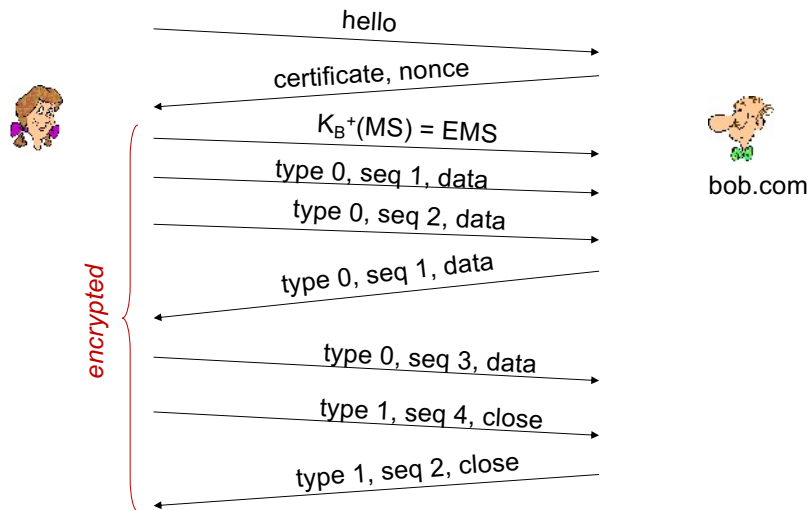 hello
certificate, nonce
K_B⁺(MS) = EMS
type 0, seq 1, data
bob.com
type 0, seq 2, data
encrypted
type 0, seq 1, data
type 0, seq 3, data
type 1, seq 4, close
type 1, seq 2, close